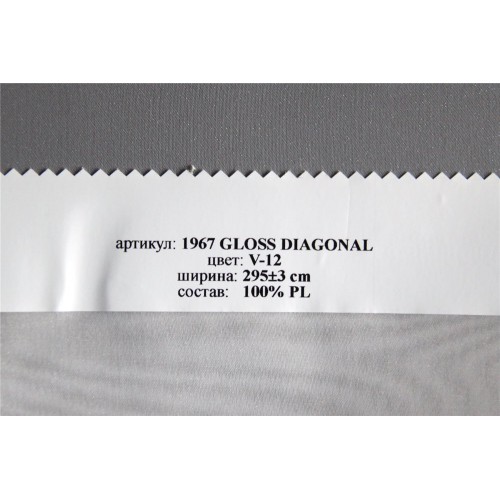 артикул: 1967 GLOSS DIAGONAL
цвет: V-12
ширина: 295±3 cm
состав: 100% PL